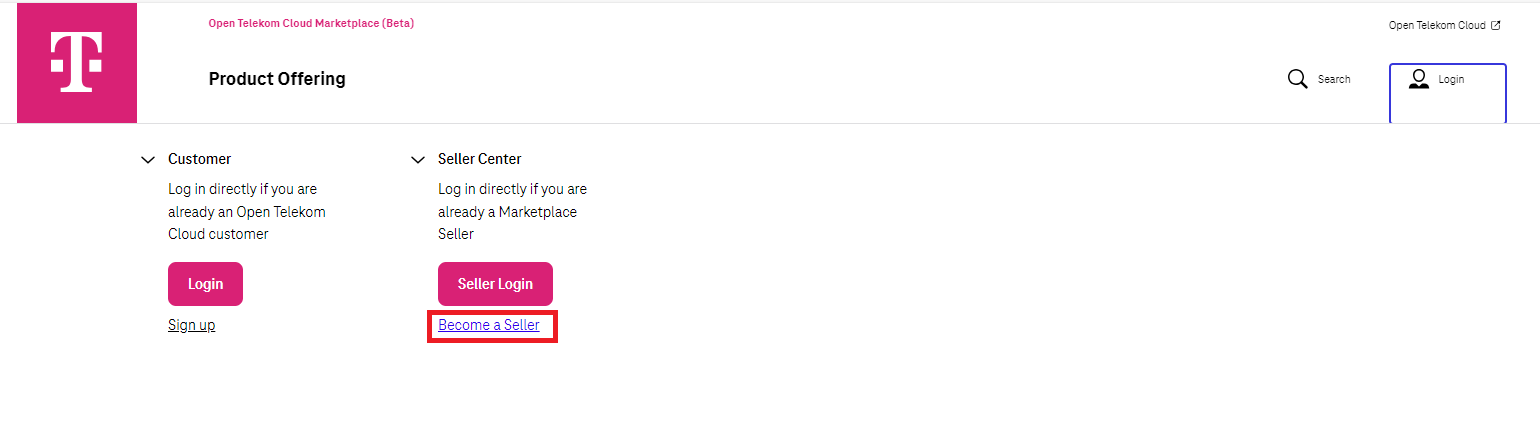 Open Telekom Cloud Marketplace (Beta)
Open Telekom Cloud
Product Offering
Search
Login
Customer
Log in directly if you are
already an Open Telekom
Cloud customer
Login
Sign up
Seller Center
Log in directly if you are
already a Marketplace
Seller
Seller Login
Become a Seller